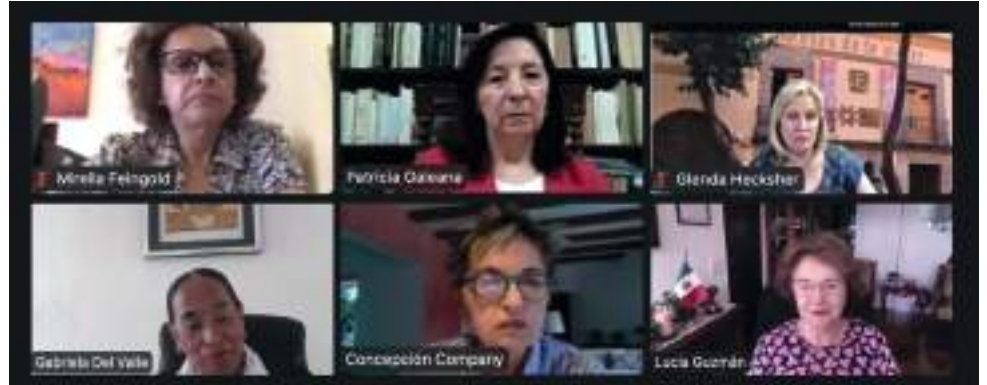 Mirella Feingold
Patricia Galeana
Glenda Hecksher
Gabriela Del Valle
Concepción Company
Lucía Guzmán